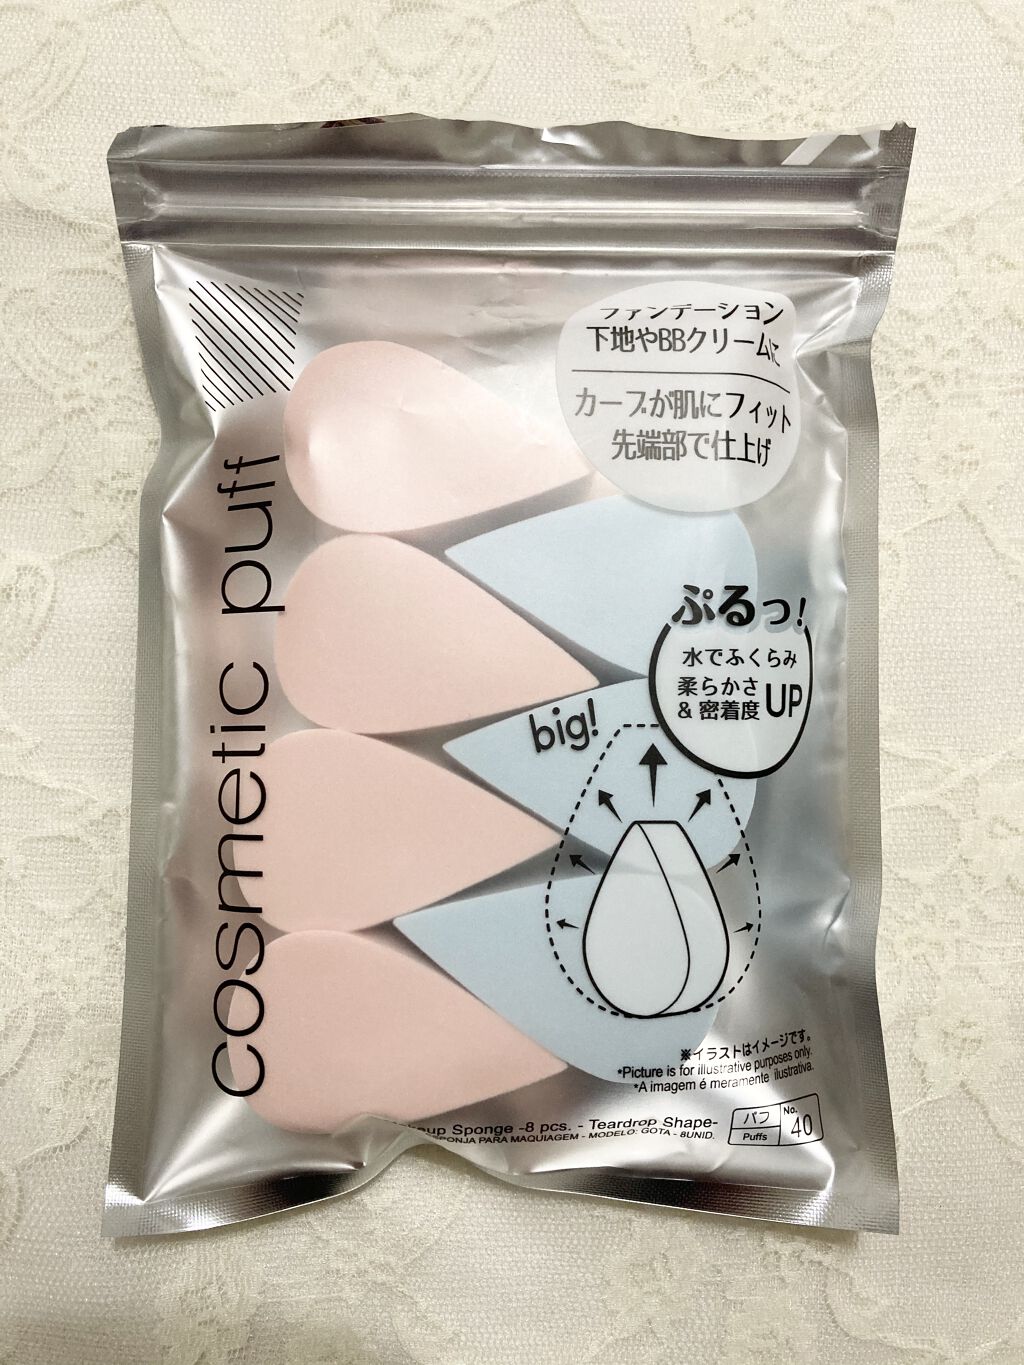 ファンデーション
下地やBBクリームに
カーブが肌にフィット
先端部で仕上げ
cosmetic puff
ぷるっ!
水でふくらみ
柔らかさ
& 密着度 UP
big!
※イラストはイメージです。
*Picture is for illustrative purposes only.
*A imagem é meramente ilustrativa.
Sponge -8 pcs. - Teardrop Shape-
PARA MAQUIAGEM - MODELO: GOTA - 8UNID.
パフ
Puffs
No.
40